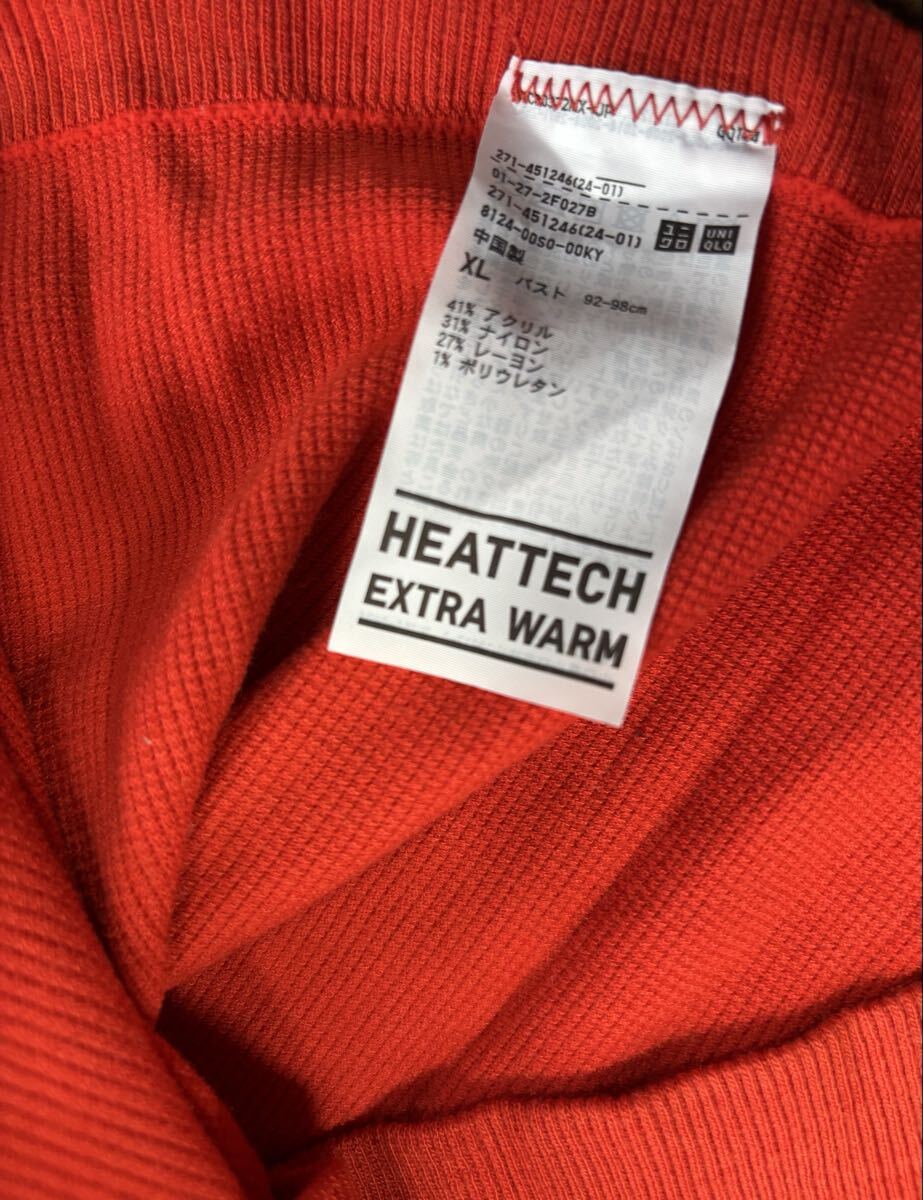 271-451246(24-01)
01-27-2F027B
271-451246(24-01)
8124-00S0-00KY
ユニクロ
UNIQLO
中国製
XL バスト 92-98cm
41% アクリル
31% ナイロン
27% レーヨン
1% ポリウレタン
HEATTECH
EXTRA WARM